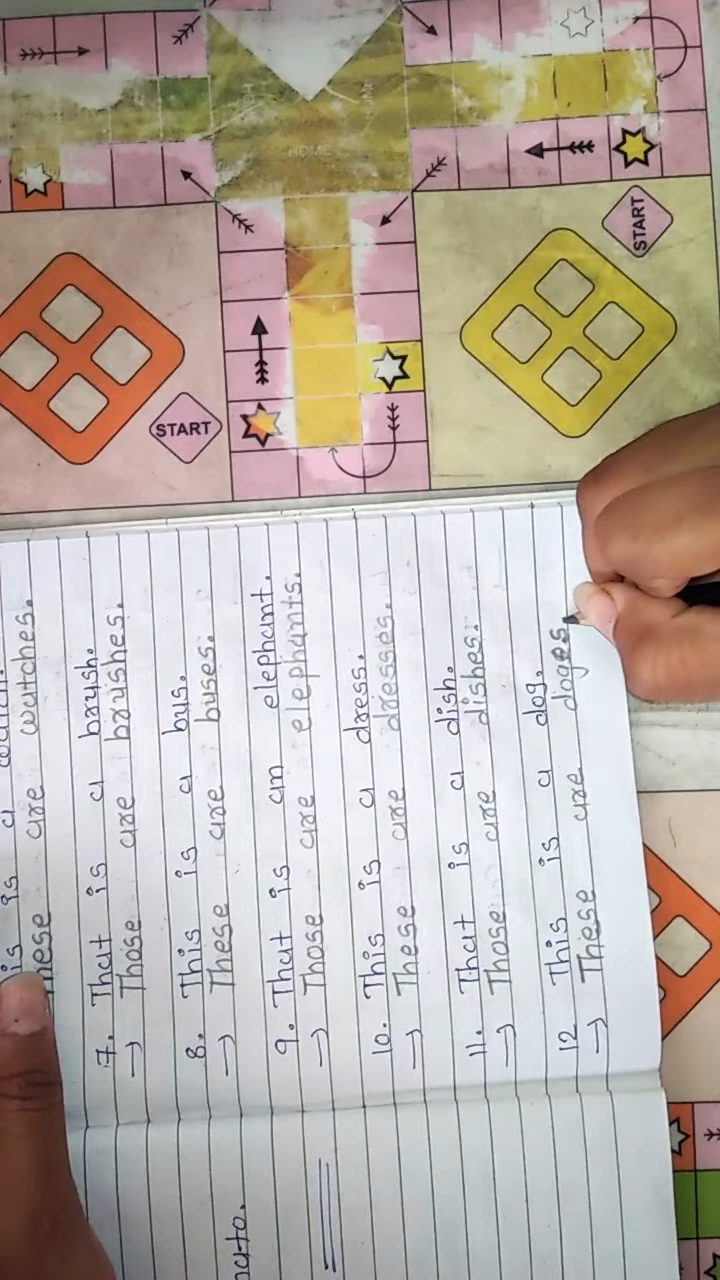 HOME
START
START
These are watches.
7. That is a brush.
→ Those are brushes.
8. This is a bus.
→ These are buses.
9. That is an elephant.
→ Those are elephants.
10. This is a dress.
→ These are dresses.
11. That is a dish.
→ Those are dishes.
12 This is a dog.
→ These are doges.